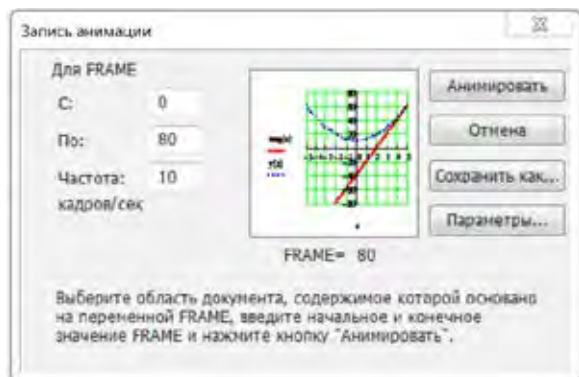 Запись анимации
Для FRAME
С: 0
По: 80
Частота: 10
кадров/сек
FRAME= 80
Анимировать
Отмена
Сохранить как...
Параметры...
Выберите область документа, содержимое которой основано
на переменной FRAME, введите начальное и конечное
значение FRAME и нажмите кнопку "Анимировать".